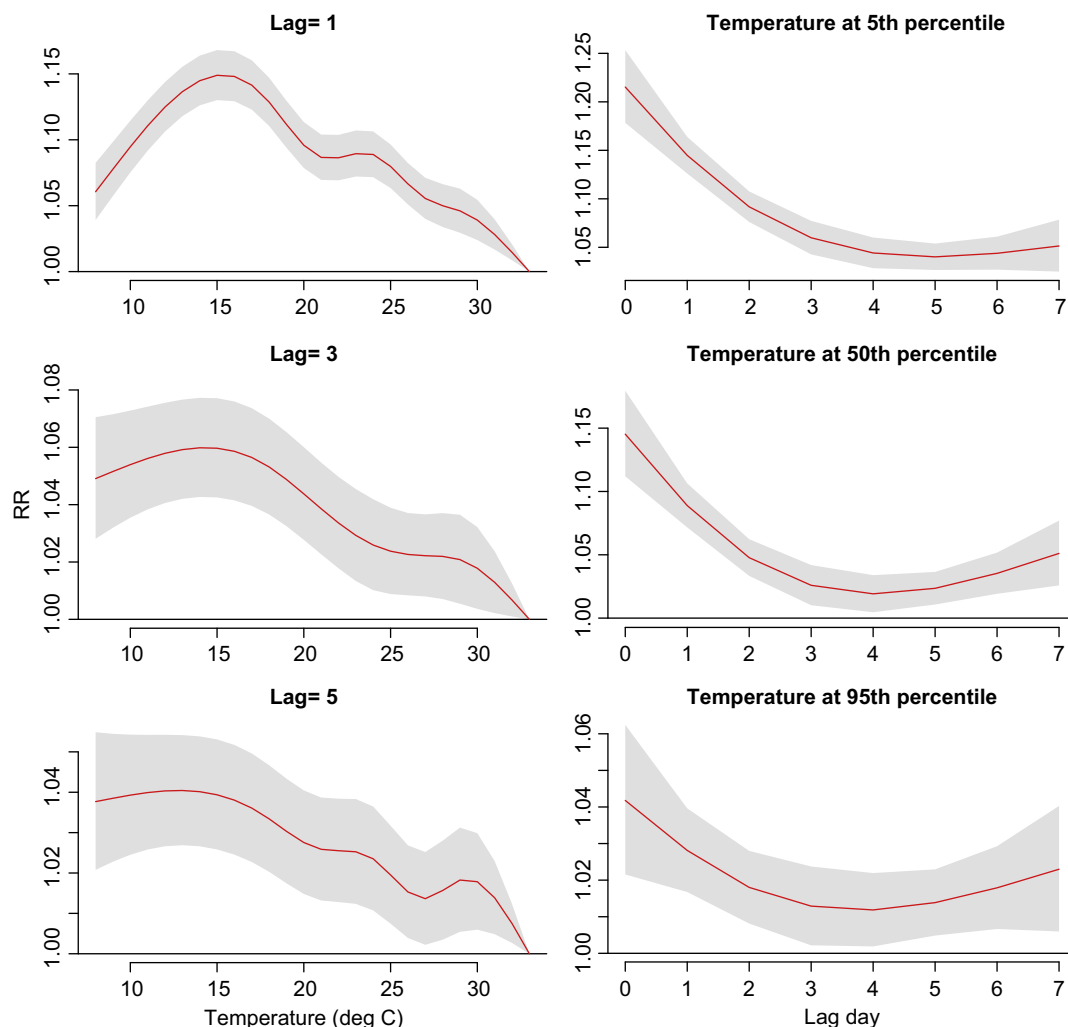 Lag= 1
1.00 1.05 1.10 1.15
10 15 20 25 30
Temperature at 5th percentile
1.05 1.10 1.15 1.20 1.25
0 1 2 3 4 5 6 7
Lag= 3
RR
1.00 1.02 1.04 1.06 1.08
10 15 20 25 30
Temperature at 50th percentile
1.00 1.05 1.10 1.15
0 1 2 3 4 5 6 7
Lag= 5
1.00 1.02 1.04
10 15 20 25 30
Temperature (deg C)
Temperature at 95th percentile
1.00 1.02 1.04 1.06
0 1 2 3 4 5 6 7
Lag day